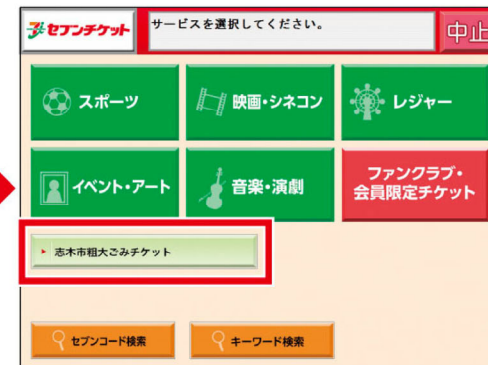 セブンチケット
サービスを選択してください。
中止
スポーツ
映画・シネコン
レジャー
イベント・アート
音楽・演劇
ファンクラブ・
会員限定チケット
志木市粗大ごみチケット
セブンコード検索
キーワード検索